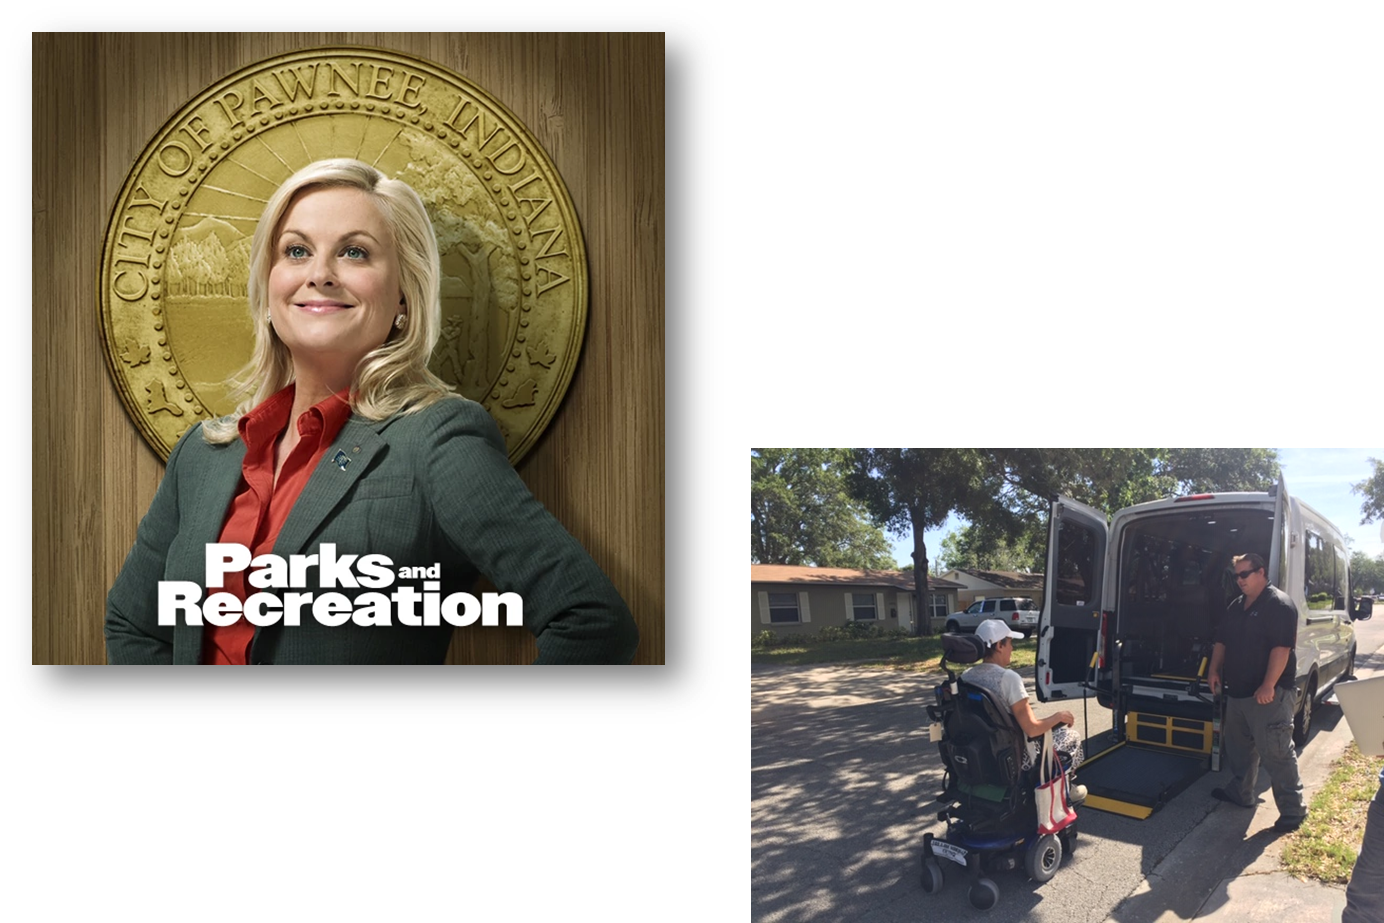 CITY OF PAWNEE, INDIANA
Parks and
Recreation